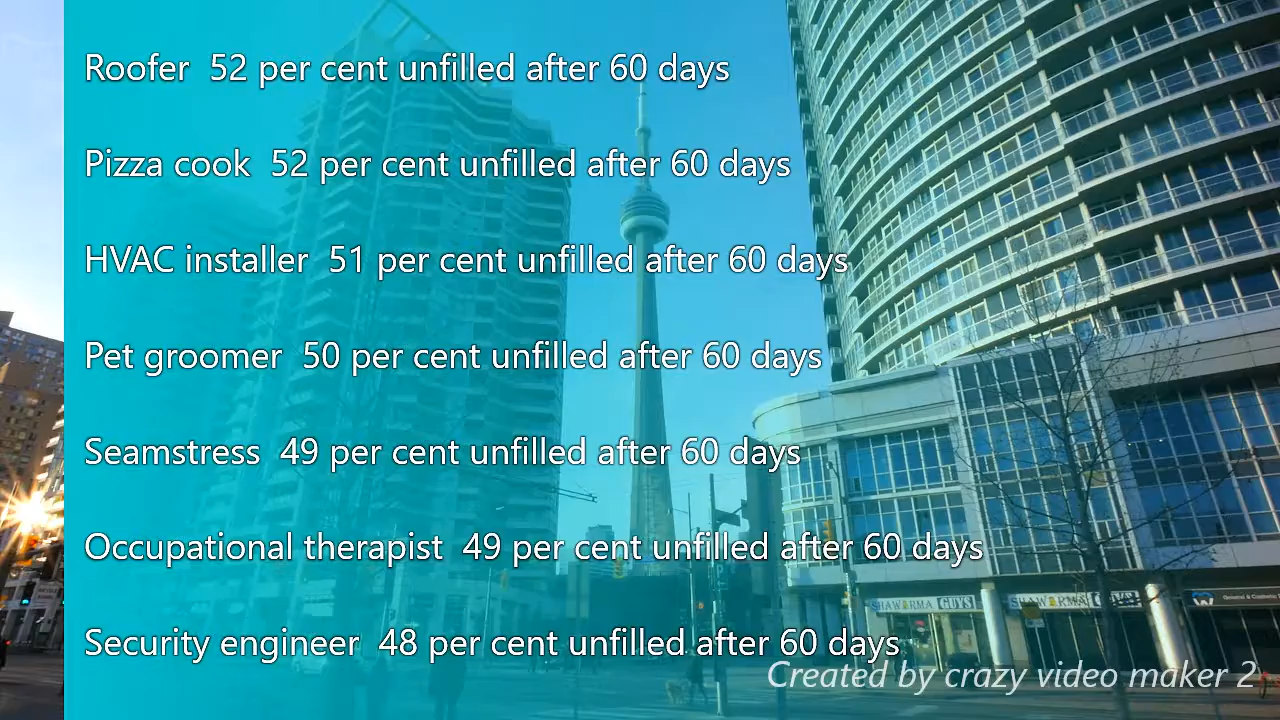 Roofer 52 per cent unfilled after 60 days
Pizza cook 52 per cent unfilled after 60 days
HVAC installer 51 per cent unfilled after 60 days
Pet groomer 50 per cent unfilled after 60 days
Seamstress 49 per cent unfilled after 60 days
Occupational therapist 49 per cent unfilled after 60 days
SHAWARMA GUYS
Security engineer 48 per cent unfilled after 60 days
Created by crazy video maker 2